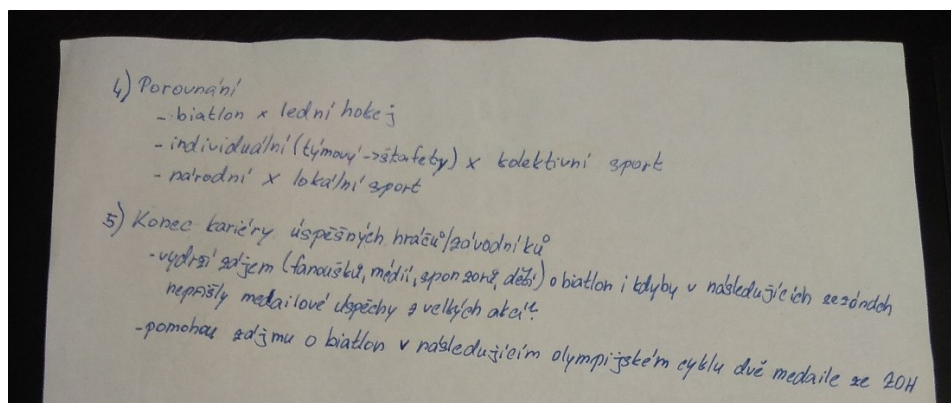 4) Porovnání
- biatlon x lední hokej
- individuální (týmový->štafety) x kolektivní sport
- národní x lokální sport
5) Konec kariéry úspěšných hráčů/závodníků
- vydrží zájem (fanoušků, médií, sponzorů, dětí) o biatlon i kdyby v následujících sezónách
nepřišly medailové úspěchy z velkých akcí?
- pomohou zájmu o biatlon v následujícím olympijském cyklu dvě medaile ze ZOH